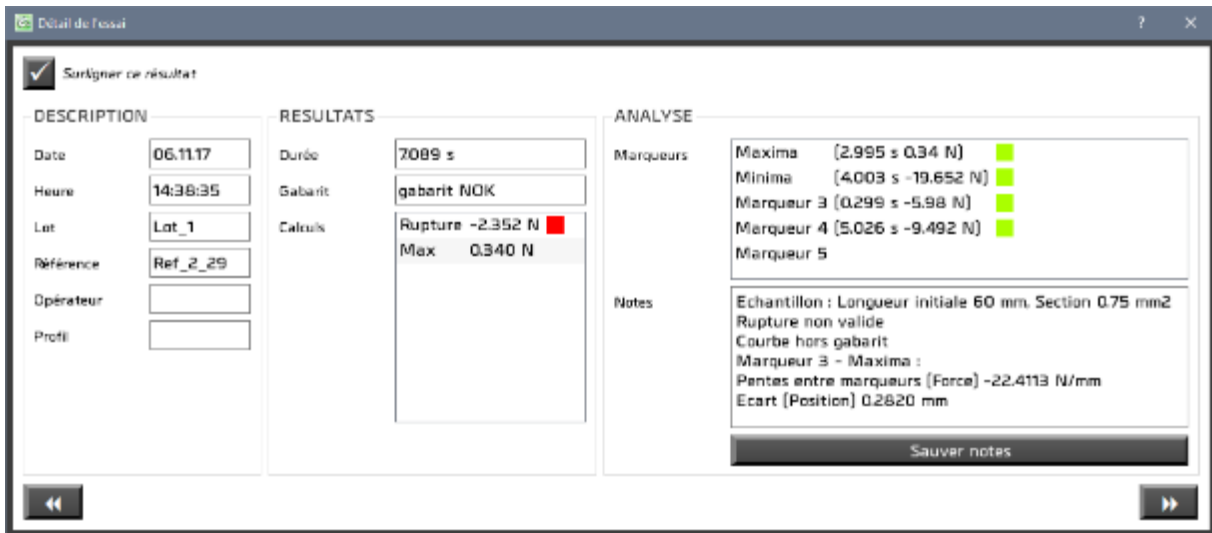 Détail de l'essai
?
×
Surligner ce résultat
DESCRIPTION
Date 06.11.17
Heure 14:38:35
Lot Lot_1
Référence Ref_2_29
Opérateur
Profil
RESULTATS
Durée 7.089 s
Gabarit gabarit NOK
Calculs Rupture -2.352 N
Max 0.340 N
ANALYSE
Marqueurs Maxima (2.995 s 0.34 N)
Minima (4.003 s -19.652 N)
Marqueur 3 (0.299 s -5.98 N)
Marqueur 4 (5.026 s -9.492 N)
Marqueur 5
Notes Echantillon : Longueur initiale 60 mm, Section 0.75 mm2
Rupture non valide
Courbe hors gabarit
Marqueur 3 - Maxima :
Pentes entre marqueurs (Force) -22.4113 N/mm
Ecart (Position) 0.2820 mm
Sauver notes